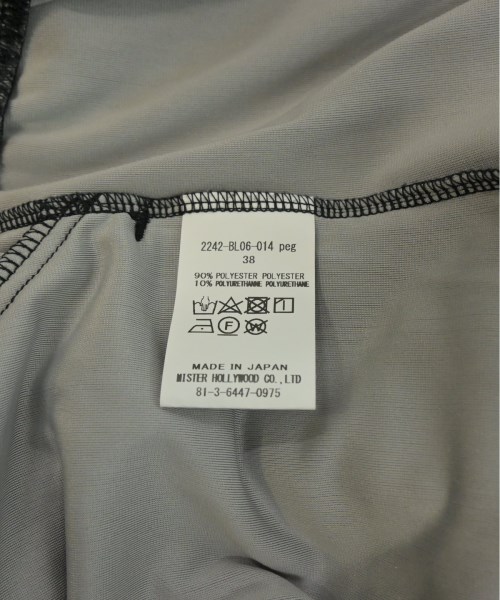 2242-BL06-014 peg
38
90% POLYESTER POLYESTER
10% POLYURETHANNE POLYURETHANE
MADE IN JAPAN
MISTER HOLLYWOOD CO.,LTD
81-3-6447-0975